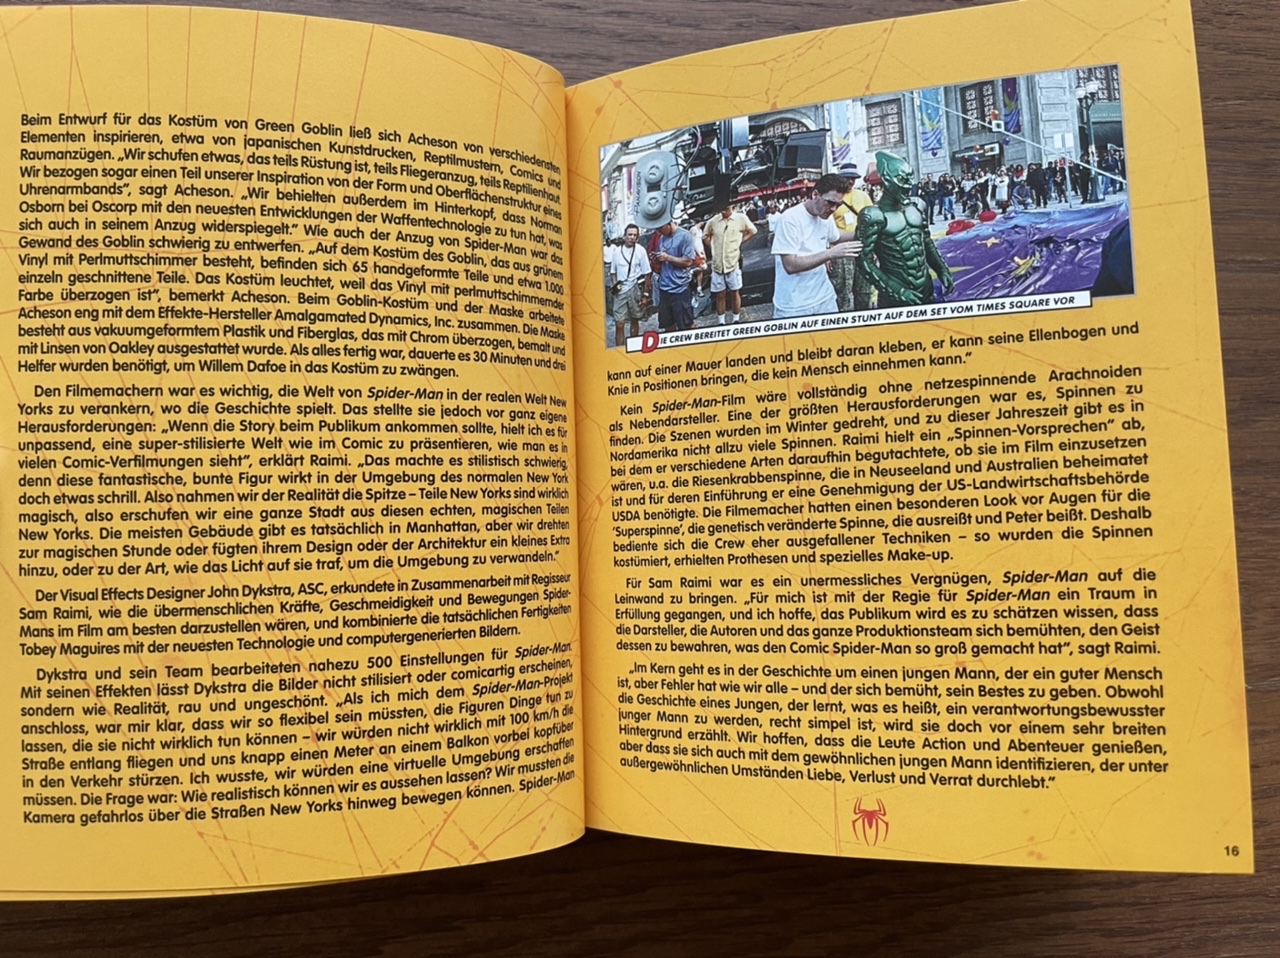 Beim Entwurf für das Kostüm von Green Goblin ließ sich Acheson von verschiedensten
Elementen inspirieren, etwa von japanischen Kunstdrucken, Reptilmustern, Comics und
Raumanzügen. „Wir schufen etwas, das teils Rüstung ist, teils Fliegeranzug, teils Reptilienhaut.
Wir bezogen sogar einen Teil unserer Inspiration von der Form und Oberflächenstruktur eines
Uhrenarmbands“, sagt Acheson. „Wir behielten außerdem im Hinterkopf, dass Norman
Osborn bei Oscorp mit den neuesten Entwicklungen der Waffentechnologie zu tun hat, was
sich auch in seinem Anzug widerspiegelt.“ Wie auch der Anzug von Spider-Man war das
Gewand des Goblin schwierig zu entwerfen. „Auf dem Kostüm des Goblin, das aus grünem
Vinyl mit Perlmuttschimmer besteht, befinden sich 65 handgeformte Teile und etwa 1.000
einzeln geschnittene Teile. Das Kostüm leuchtet, weil das Vinyl mit perlmuttschimmernder
Farbe überzogen ist“, bemerkt Acheson. Beim Goblin-Kostüm und der Maske arbeitete
Acheson eng mit dem Effekte-Hersteller Amalgamated Dynamics, Inc. zusammen. Die Maske
besteht aus vakuumgeformtem Plastik und Fiberglas, das mit Chrom überzogen, bemalt und
mit Linsen von Oakley ausgestattet wurde. Als alles fertig war, dauerte es 30 Minuten und drei
Helfer wurden benötigt, um Willem Dafoe in das Kostüm zu zwängen.
Den Filmemachern war es wichtig, die Welt von Spider-Man in der realen Welt New
Yorks zu verankern, wo die Geschichte spielt. Das stellte sie jedoch vor ganz eigene
Herausforderungen: „Wenn die Story beim Publikum ankommen sollte, hielt ich es für
unpassend, eine super-stilisierte Welt wie im Comic zu präsentieren, wie man es in
vielen Comic-Verfilmungen sieht“, erklärt Raimi. „Das machte es stilistisch schwierig,
denn diese fantastische, bunte Figur wirkt in der Umgebung des normalen New York
doch etwas schrill. Also nahmen wir der Realität die Spitze – Teile New Yorks sind wirklich
magisch, also erschufen wir eine ganze Stadt aus diesen echten, magischen Teilen
New Yorks. Die meisten Gebäude gibt es tatsächlich in Manhattan, aber wir drehten
zur magischen Stunde oder fügten ihrem Design oder der Architektur ein kleines Extra
hinzu, oder zu der Art, wie das Licht auf sie traf, um die Umgebung zu verwandeln.“
Der Visual Effects Designer John Dykstra, ASC, erkundete in Zusammenarbeit mit Regisseur
Sam Raimi, wie die übermenschlichen Kräfte, Geschmeidigkeit und Bewegungen Spider-
Mans im Film am besten darzustellen wären, und kombinierte die tatsächlichen Fertigkeiten
Tobey Maguires mit der neuesten Technologie und computergenerierten Bildern.
Dykstra und sein Team bearbeiteten nahezu 500 Einstellungen für Spider-Man.
Mit seinen Effekten lässt Dykstra die Bilder nicht stilisiert oder comicartig erscheinen,
sondern wie Realität, rau und ungeschönt. „Als ich mich dem Spider-Man-Projekt
anschloss, war mir klar, dass wir so flexibel sein müssten, die Figuren Dinge tun zu
lassen, die sie nicht wirklich tun können – wir würden nicht wirklich mit 100 km/h die
Straße entlang fliegen und uns knapp einen Meter an einem Balkon vorbei kopfüber
in den Verkehr stürzen. Ich wusste, wir würden eine virtuelle Umgebung erschaffen
müssen. Die Frage war: Wie realistisch können wir es aussehen lassen? Wir mussten die
Kamera gefahrlos über die Straßen New Yorks hinweg bewegen können. Spider-Man
DIE CREW BEREITET GREEN GOBLIN AUF EINEN STUNT AUF DEM SET VOM TIMES SQUARE VOR
kann auf einer Mauer landen und bleibt daran kleben, er kann seine Ellenbogen und
Knie in Positionen bringen, die kein Mensch einnehmen kann.“
Kein Spider-Man-Film wäre vollständig ohne netzespinnende Arachnoiden
als Nebendarsteller. Eine der größten Herausforderungen war es, Spinnen zu
finden. Die Szenen wurden im Winter gedreht, und zu dieser Jahreszeit gibt es in
Nordamerika nicht allzu viele Spinnen. Raimi hielt ein „Spinnen-Vorsprechen“ ab,
bei dem er verschiedene Arten daraufhin begutachtete, ob sie im Film einzusetzen
wären, u.a. die Riesenkrabbenspinne, die in Neuseeland und Australien beheimatet
ist und für deren Einführung er eine Genehmigung der US-Landwirtschaftsbehörde
USDA benötigte. Die Filmemacher hatten einen besonderen Look vor Augen für die
‘Superspinne’, die genetisch veränderte Spinne, die ausreißt und Peter beißt. Deshalb
bediente sich die Crew eher ausgefallener Techniken – so wurden die Spinnen
kostümiert, erhielten Prothesen und spezielles Make-up.
Für Sam Raimi war es ein unermessliches Vergnügen, Spider-Man auf die
Leinwand zu bringen. „Für mich ist mit der Regie für Spider-Man ein Traum in
Erfüllung gegangen, und ich hoffe, das Publikum wird es zu schätzen wissen, dass
die Darsteller, die Autoren und das ganze Produktionsteam sich bemühten, den Geist
dessen zu bewahren, was den Comic Spider-Man so groß gemacht hat“, sagt Raimi.
„Im Kern geht es in der Geschichte um einen jungen Mann, der ein guter Mensch
ist, aber Fehler hat wie wir alle – und der sich bemüht, sein Bestes zu geben. Obwohl
die Geschichte eines Jungen, der lernt, was es heißt, ein verantwortungsbewusster
junger Mann zu werden, recht simpel ist, wird sie doch vor einem sehr breiten
Hintergrund erzählt. Wir hoffen, dass die Leute Action und Abenteuer genießen,
aber dass sie sich auch mit dem gewöhnlichen jungen Mann identifizieren, der unter
außergewöhnlichen Umständen Liebe, Verlust und Verrat durchlebt.“
16